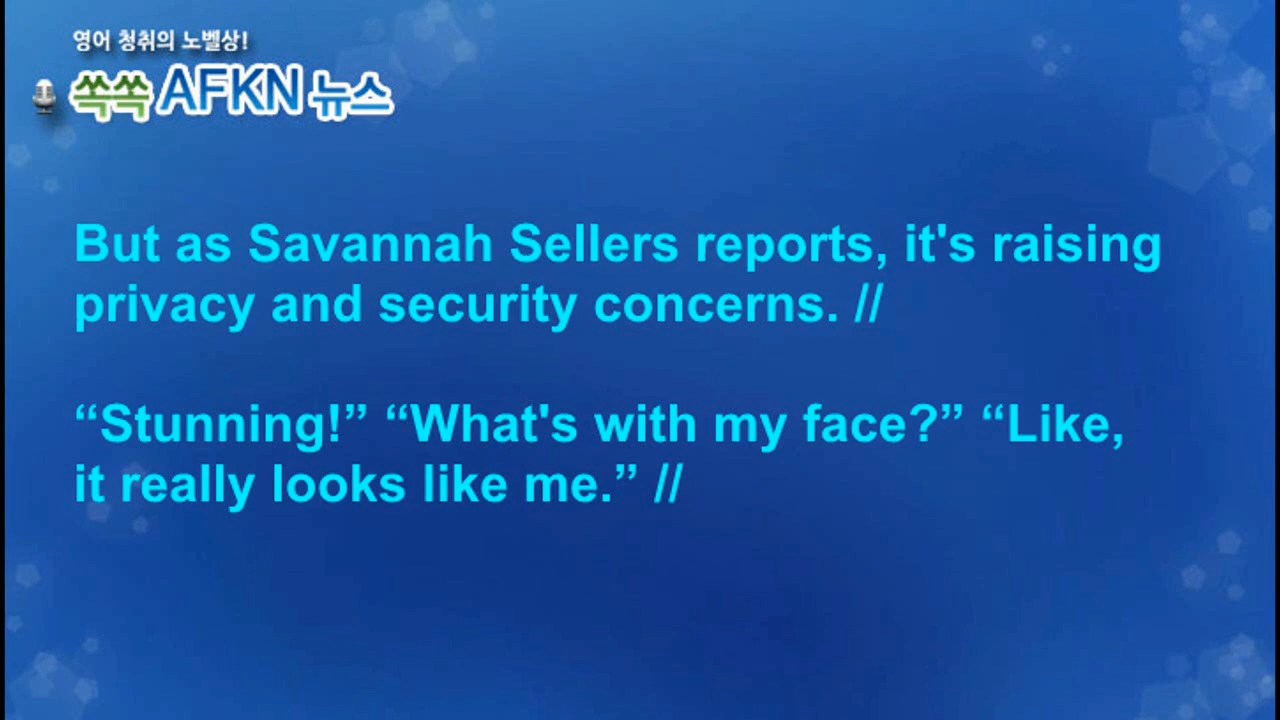 영어 청취의 노벨상!
쏙쏙 AFKN 뉴스
But as Savannah Sellers reports, it's raising
privacy and security concerns. //
“Stunning!” “What's with my face?” “Like,
it really looks like me.” //